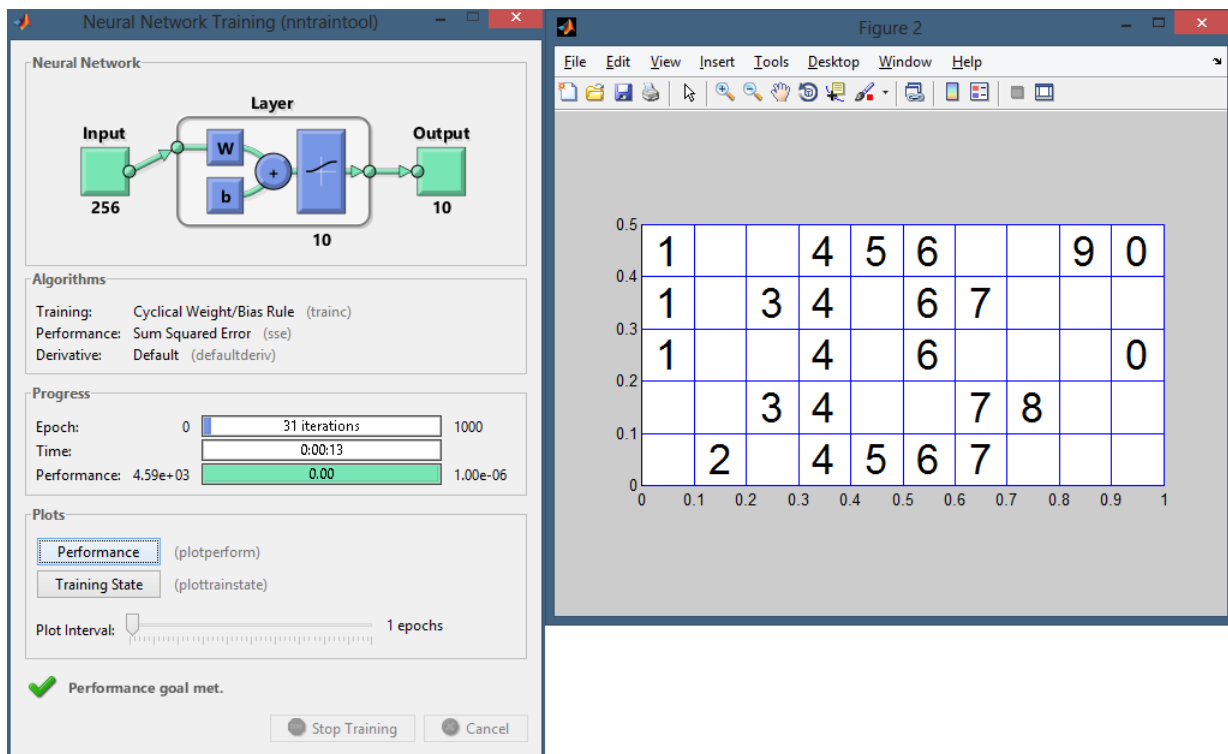 Neural Network Training (nntraintool)
Neural Network
Layer
Input
Output
W
b
+
256
10
10
Algorithms
Training: Cyclical Weight/Bias Rule (trainc)
Performance: Sum Squared Error (sse)
Derivative: Default (defaultderiv)
Progress
Epoch: 0 31 iterations 1000
Time: 0:00:13
Performance: 4.59e+03 0.00 1.00e-06
Plots
Performance (plotperform)
Training State (plottrainstate)
Plot Interval: 1 epochs
Performance goal met.
Stop Training Cancel
Figure 2
File Edit View Insert Tools Desktop Window Help
0.5
1 4 5 6 9 0
0.4
1 3 4 6 7
0.3
1 4 6 0
0.2
3 4 7 8
0.1
2 4 5 6 7
0
0 0.1 0.2 0.3 0.4 0.5 0.6 0.7 0.8 0.9 1